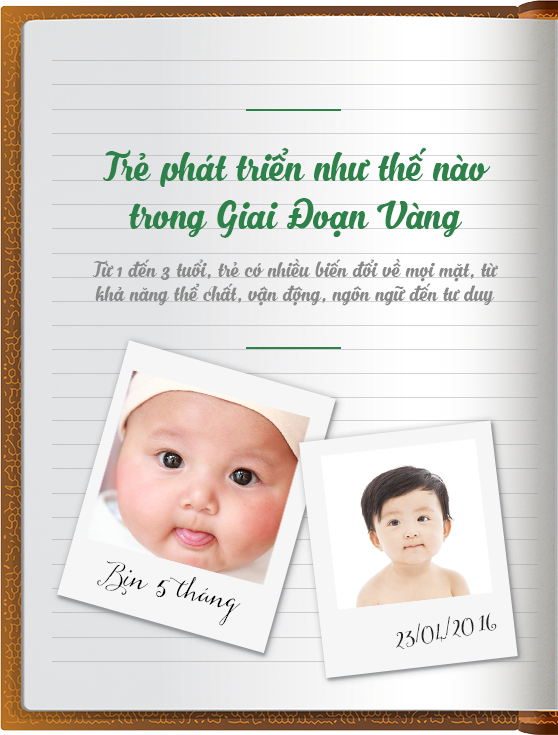 Trẻ phát triển như thế nào
trong Giai Đoạn Vàng
Từ 1 đến 3 tuổi, trẻ có nhiều biến đổi về mọi mặt, từ
khả năng thể chất, vận động, ngôn ngữ đến tư duy
Bin 5 tháng
23/04/2016